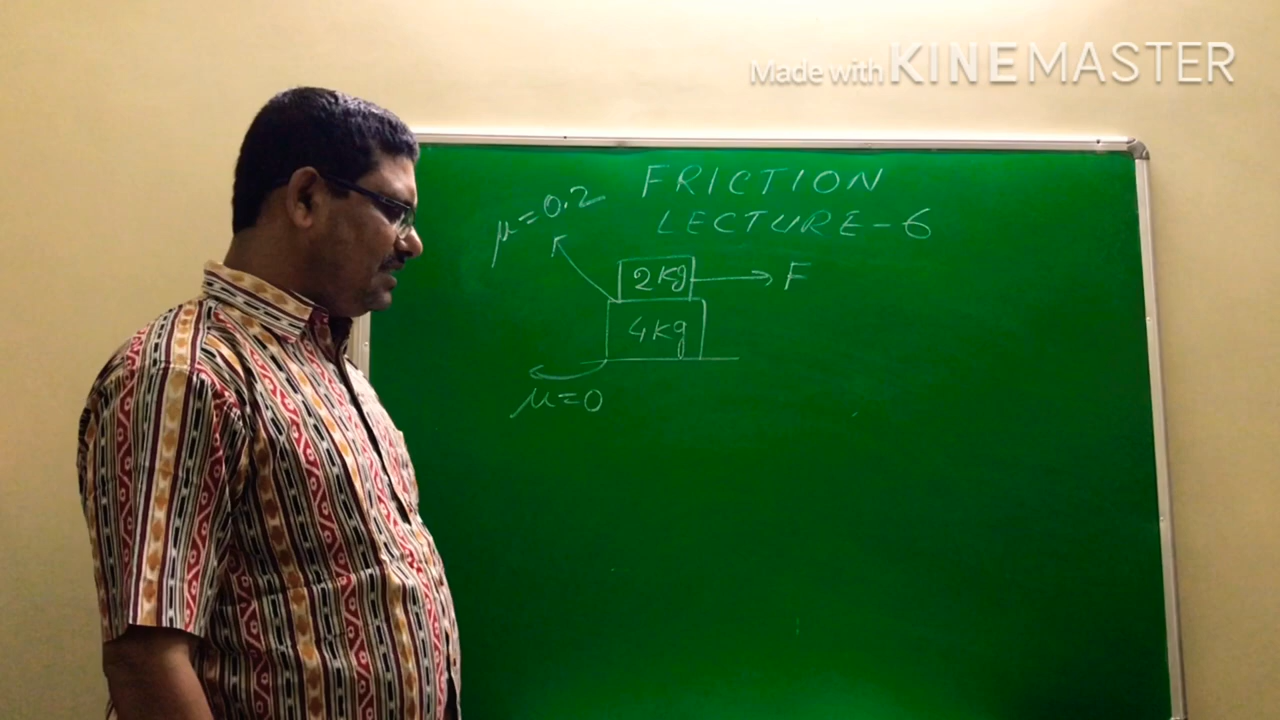 Made with KINEMASTER
FRICTION
LECTURE-6
μ=0.2
2Kg
F
4Kg
μ=0